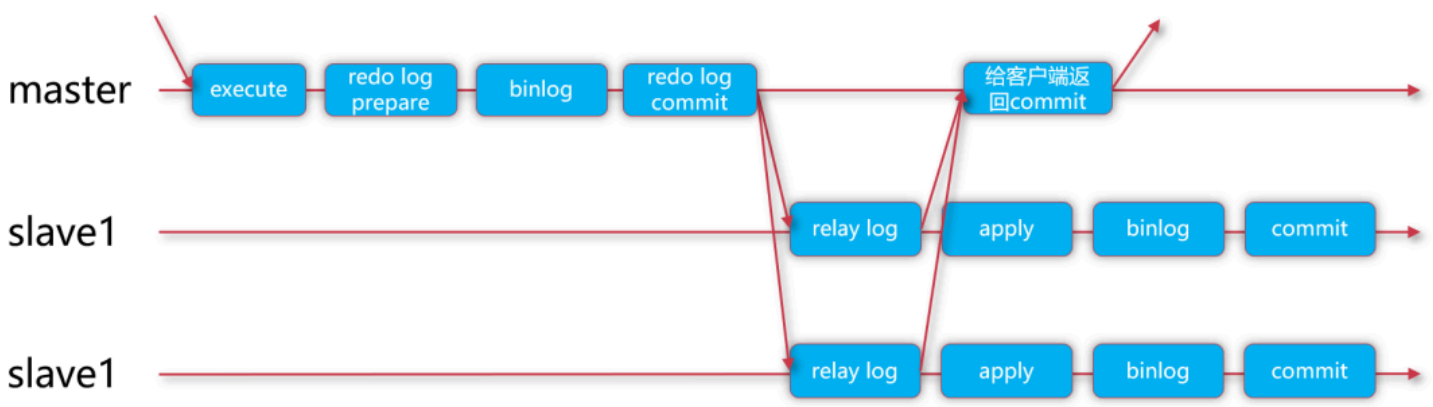 master
execute
redo log
prepare
binlog
redo log
commit
给客户端返
回commit
slave1
relay log
apply
binlog
commit
slave1
relay log
apply
binlog
commit